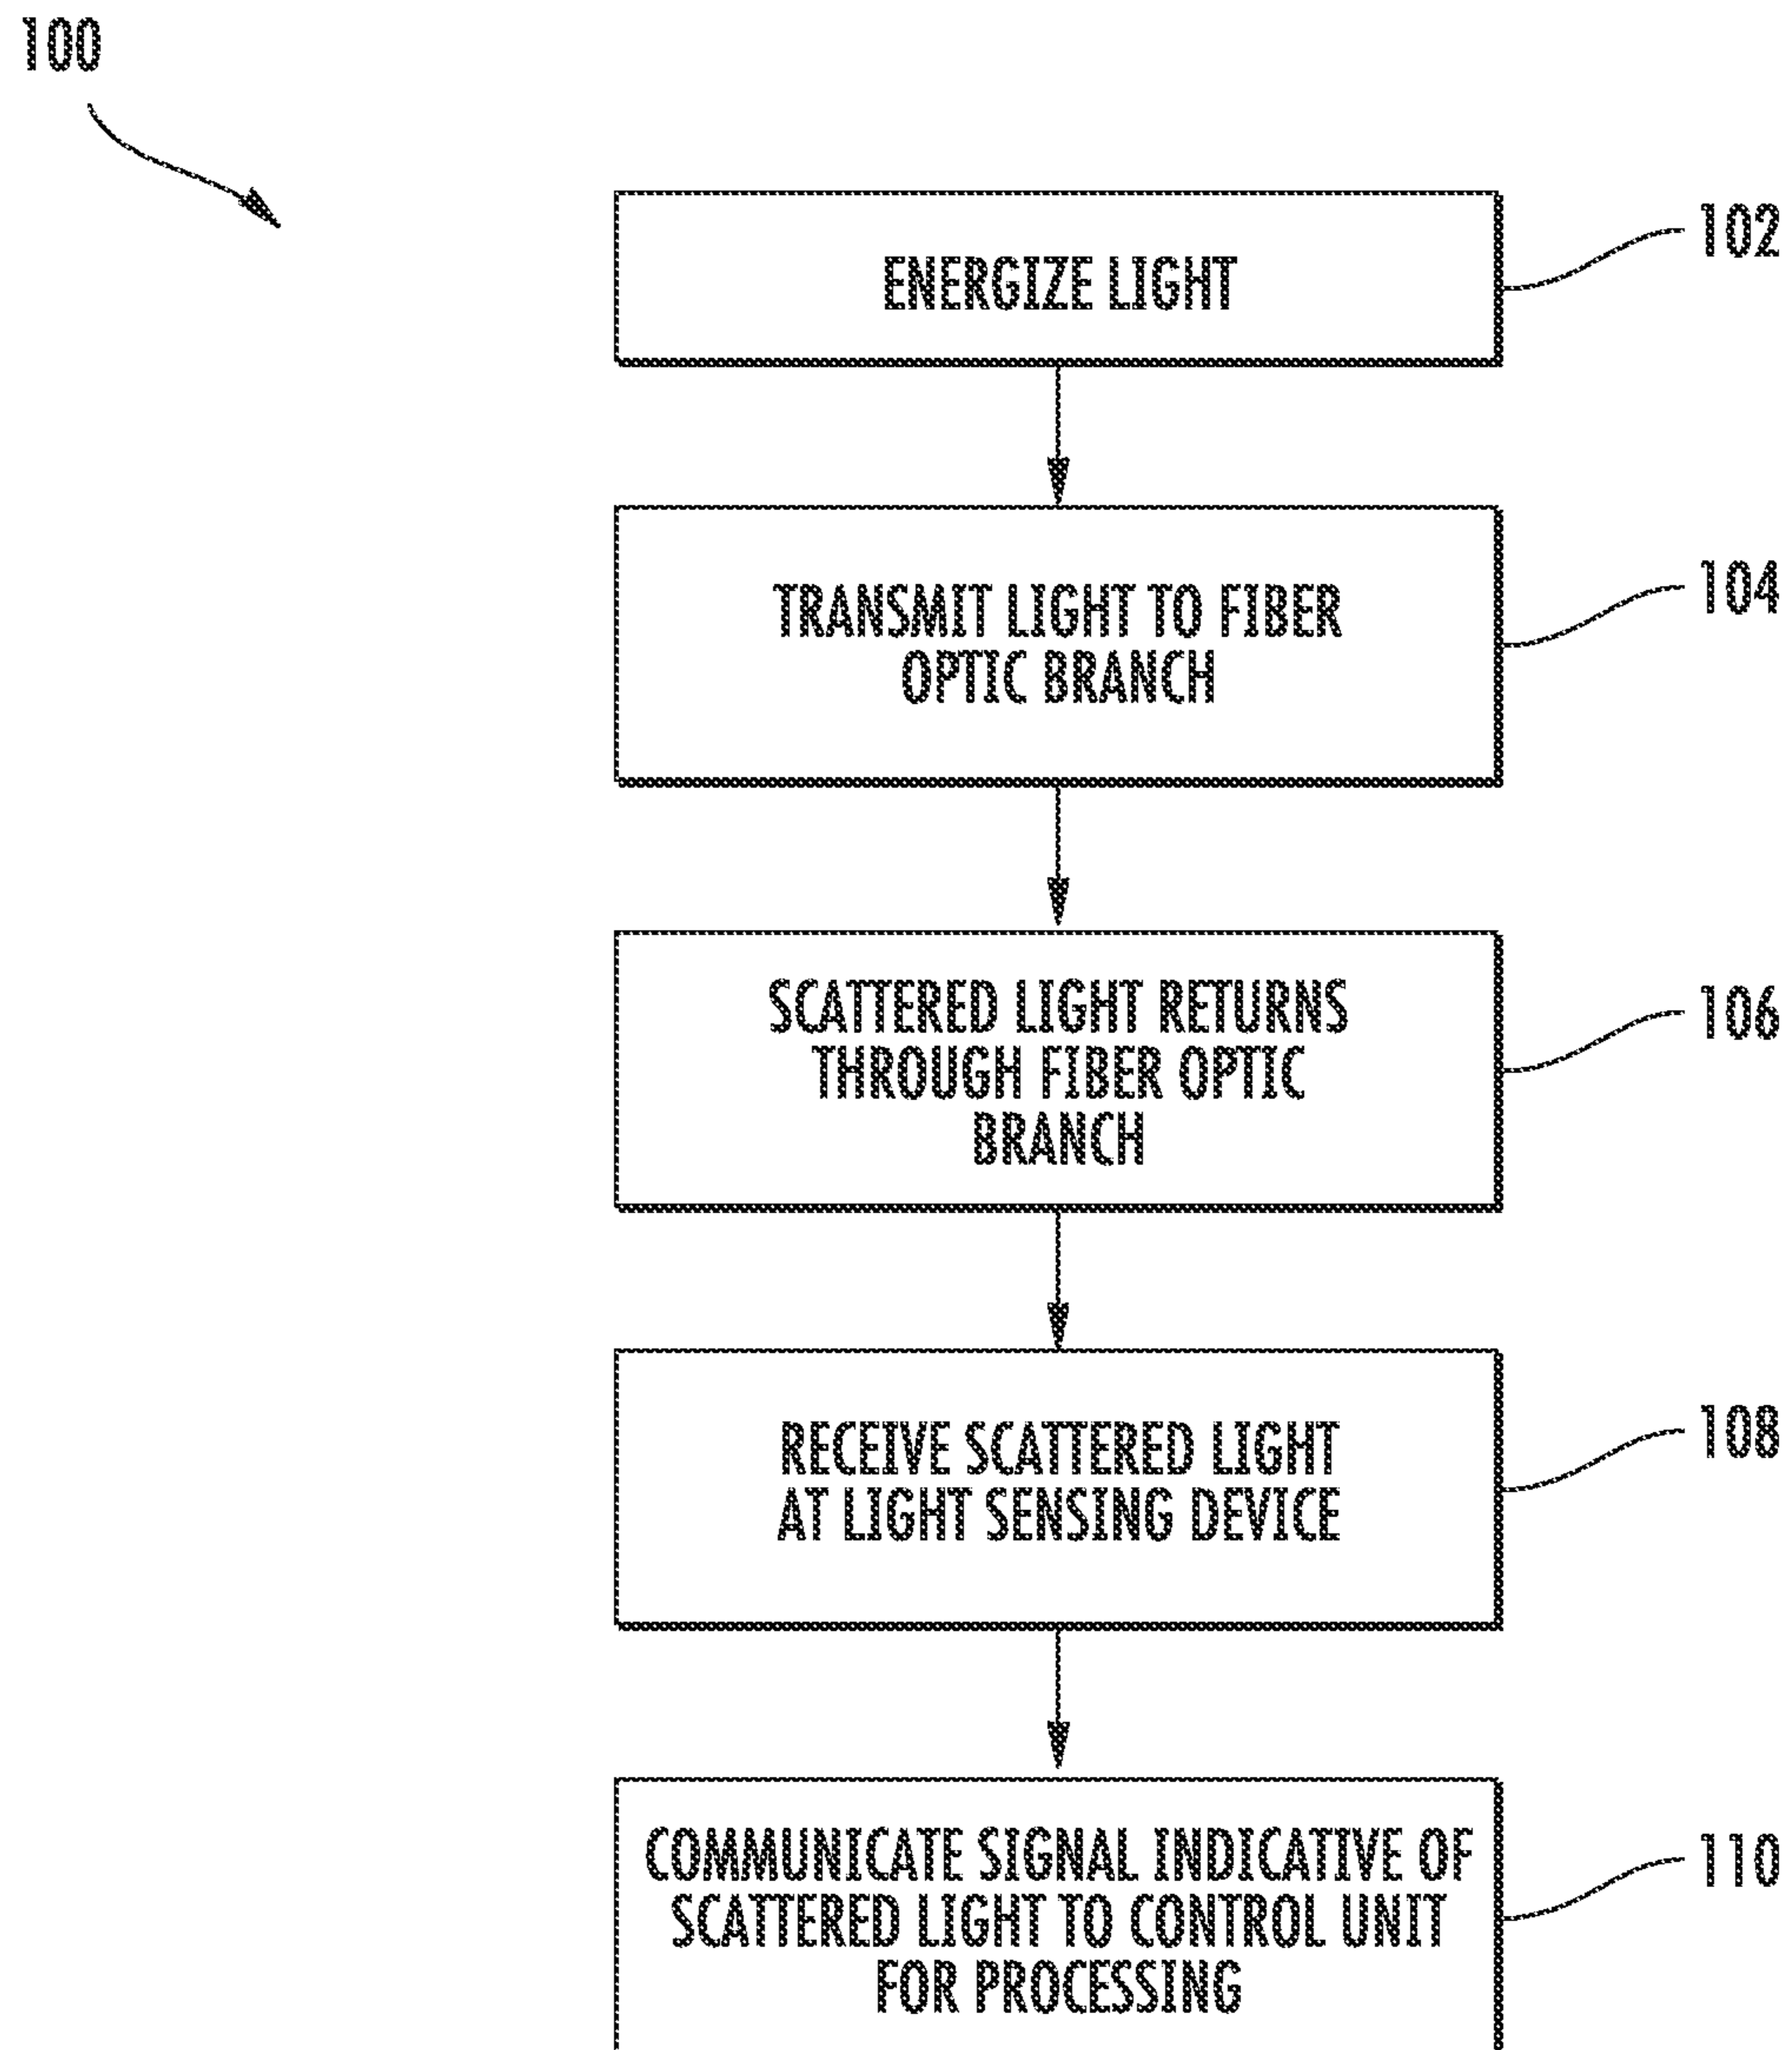 100
ENERGIZE LIGHT
102
TRANSMIT LIGHT TO FIBER
OPTIC BRANCH
104
SCATTERED LIGHT RETURNS
THROUGH FIBER OPTIC
BRANCH
106
RECEIVE SCATTERED LIGHT
AT LIGHT SENSING DEVICE
108
COMMUNICATE SIGNAL INDICATIVE OF
SCATTERED LIGHT TO CONTROL UNIT
FOR PROCESSING
110